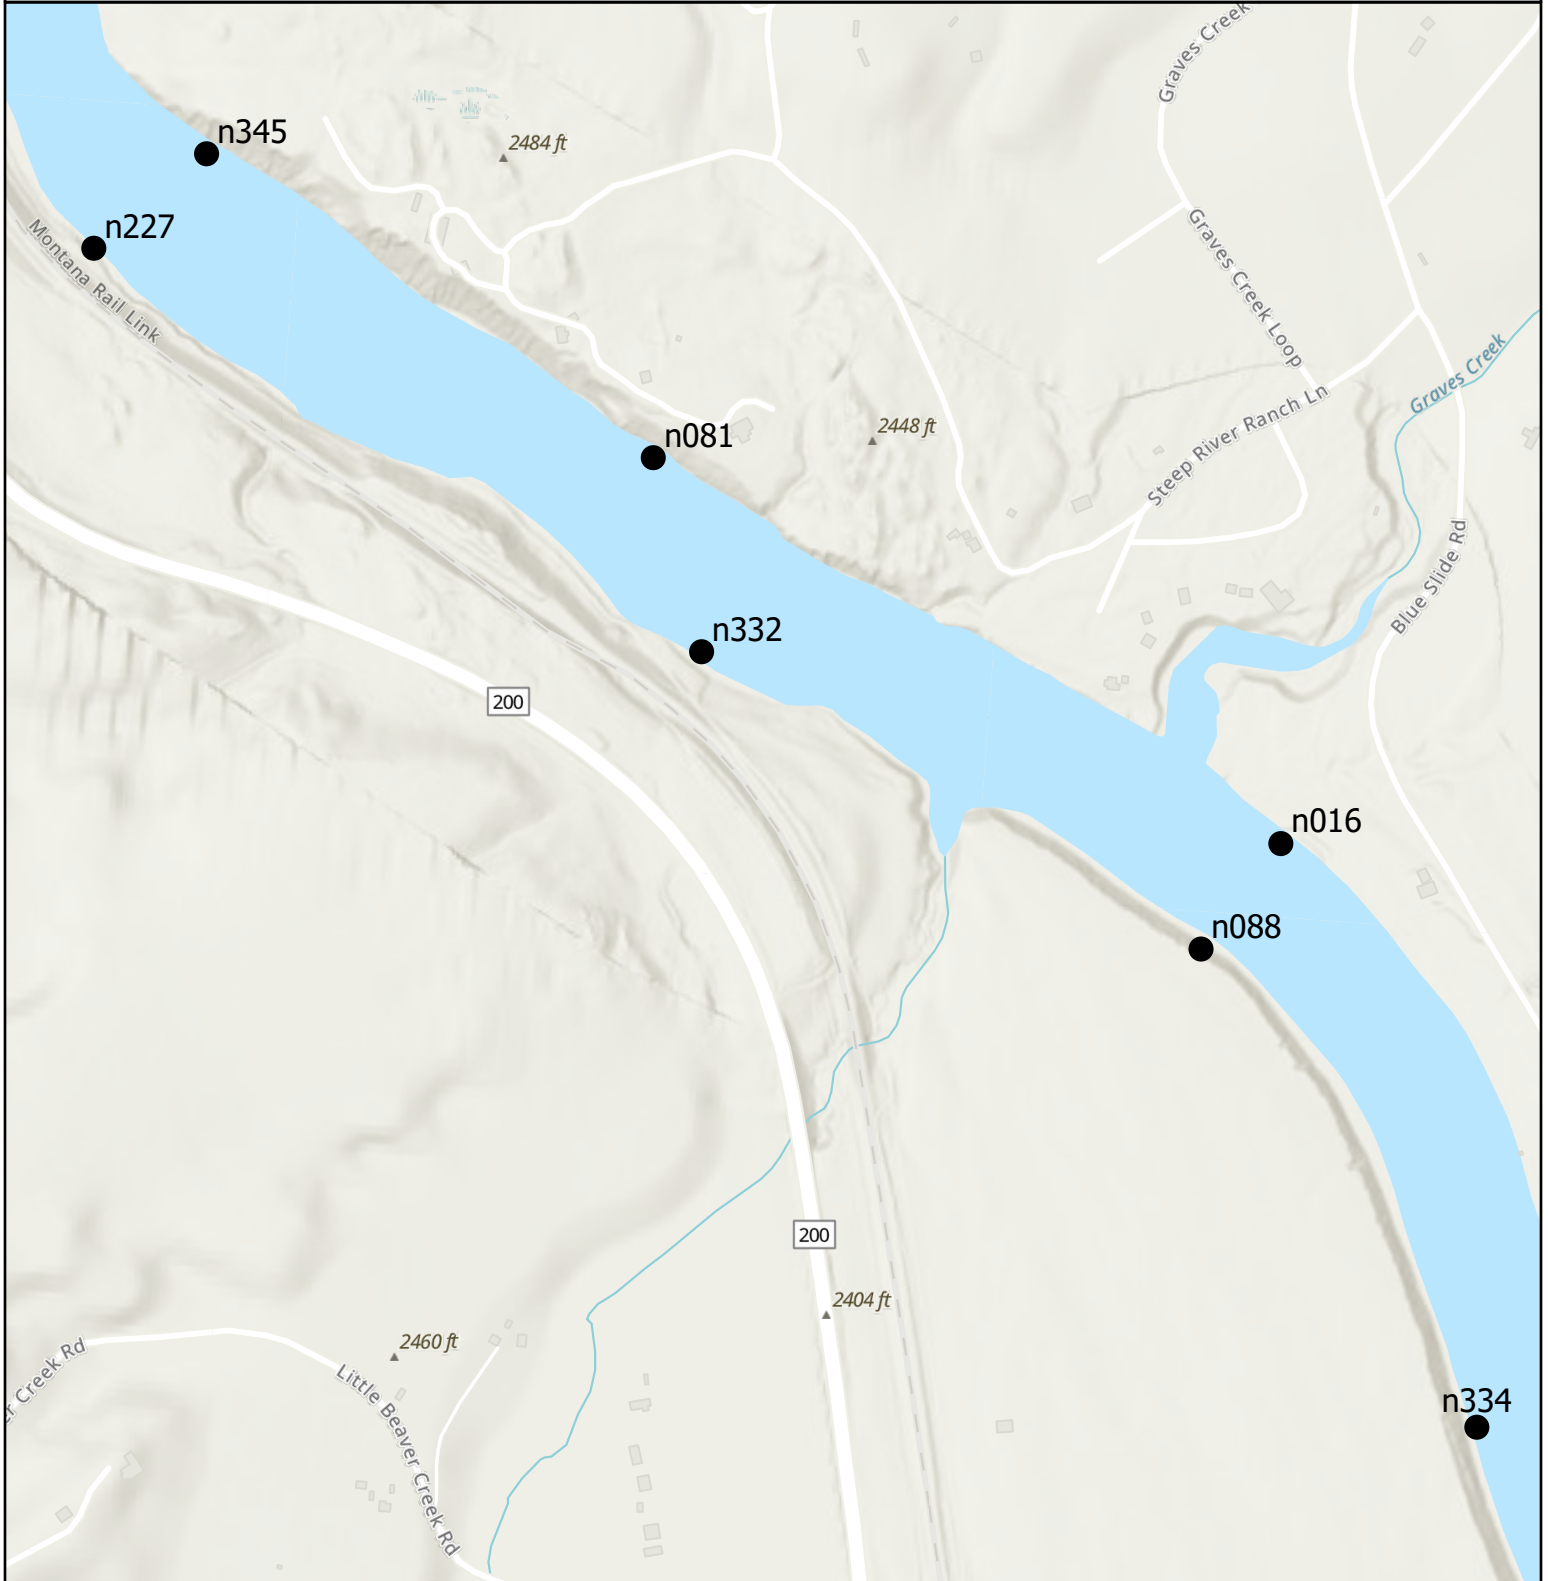 Graves Creek
n345
2484 ft
n227
Montana Rail Link
Graves Creek Loop
Graves Creek
Steep River Ranch Ln
n081
2448 ft
Blue Slide Rd
n332
200
n016
n088
200
2404 ft
2460 ft
Creek Rd
Little Beaver Creek Rd
n334